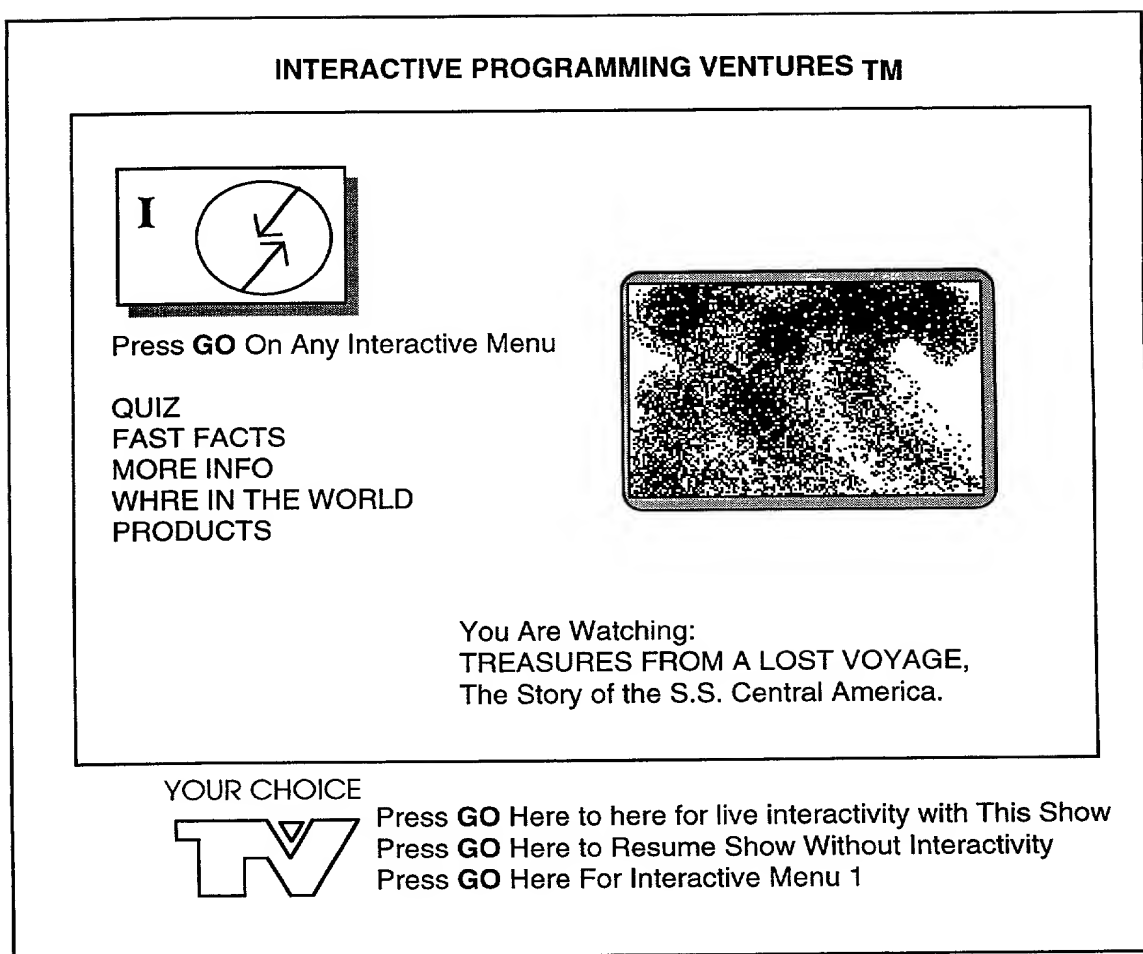 INTERACTIVE PROGRAMMING VENTURES TM
I
Press GO On Any Interactive Menu
QUIZ
FAST FACTS
MORE INFO
WHRE IN THE WORLD
PRODUCTS
You Are Watching:
TREASURES FROM A LOST VOYAGE,
The Story of the S.S. Central America.
YOUR CHOICE
TV
Press GO Here to here for live interactivity with This Show
Press GO Here to Resume Show Without Interactivity
Press GO Here For Interactive Menu 1